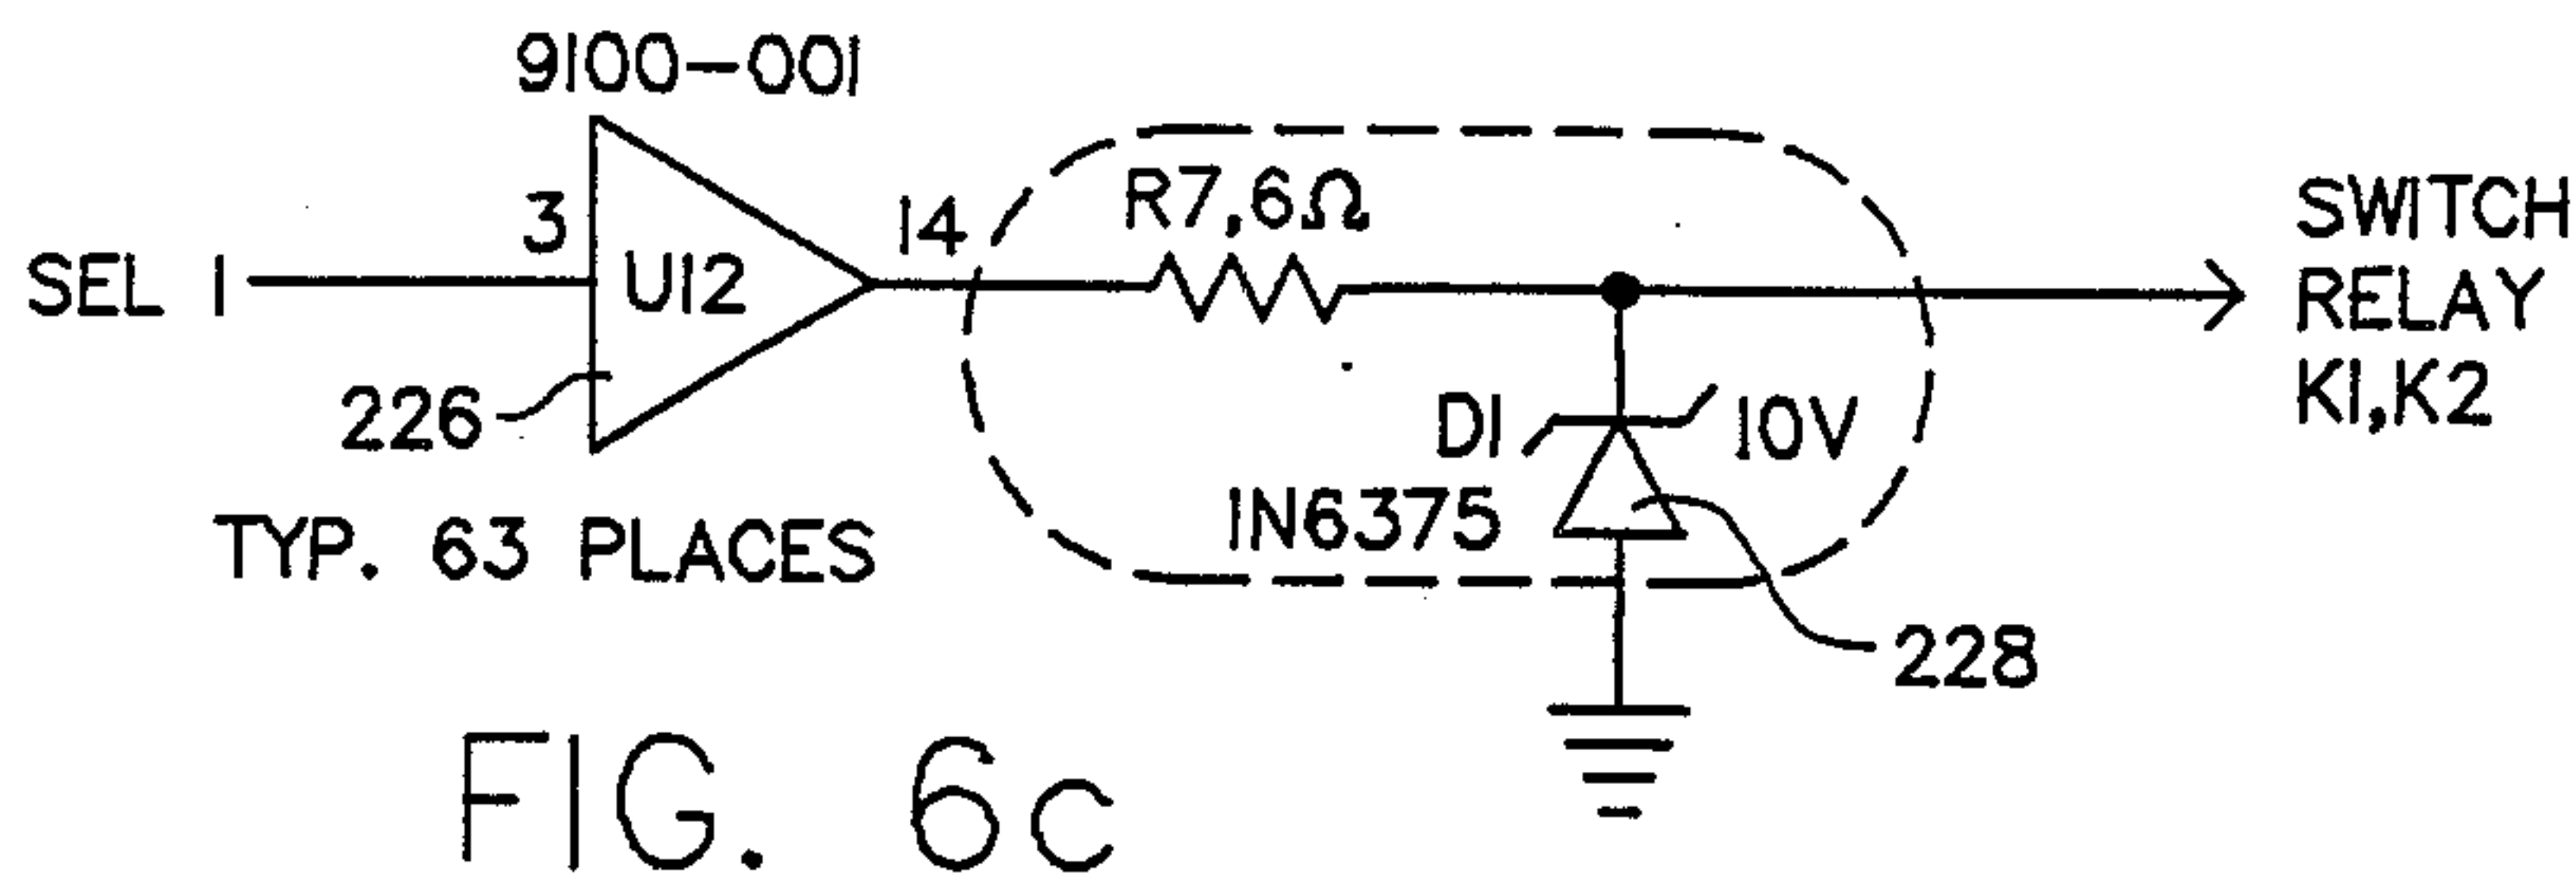 9100-001
SEL 1
3
U12
14
R7,6Ω
226
TYP. 63 PLACES
D1
10V
1N6375
228
SWITCH
RELAY
K1,K2
FIG. 6c